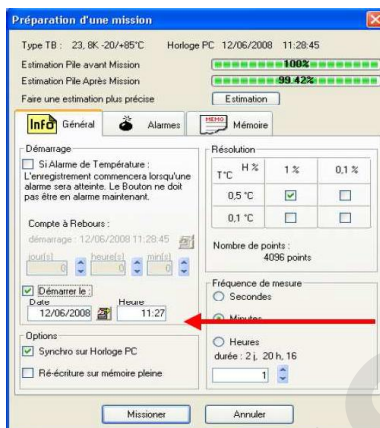 Préparation d'une mission
Type TB : 23, 8K -20/+85°C Horloge PC 12/06/2008 11:28:45
Estimation Pile avant Mission 100%
Estimation Pile Après Mission 99.42%
Faire une estimation plus précise Estimation
Info Général Alarmes MEMO Mémoire
Démarrage
Si Alarme de Température :
L'enregistrement commencera lorsqu'une
alarme sera atteinte. Le Bouton ne doit
pas être en alarme maintenant.
Compte à Rebours :
démarrage : 12/06/2008 11:28:45
jour(s) heure(s) min(s)
0 0 0
Démarrer le :
Date Heure
12/06/2008 11:27
Options
Synchro sur Horloge PC
Ré-écriture sur mémoire pleine
Résolution
T°C H % 1 % 0,1 %
0,5 °C
0,1 °C
Nombre de points :
4096 points
Fréquence de mesure
Secondes
Minutes
Heures
durée : 2 j, 20 h, 16
1
Missioner Annuler